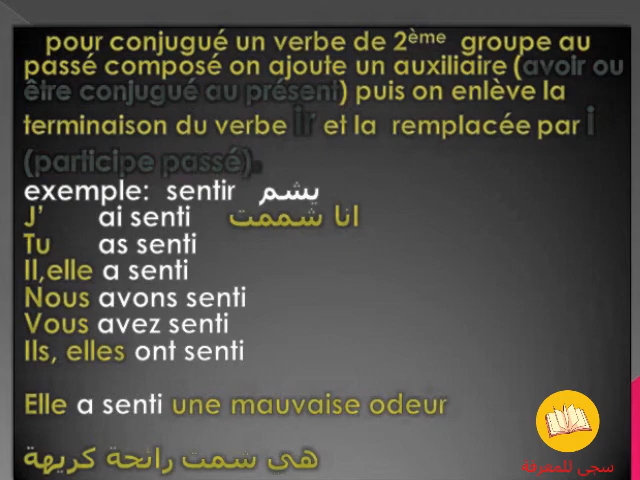 pour conjugué un verbe de 2ème groupe au
passé composé on ajoute un auxiliaire (avoir ou
être conjugué au présent) puis on enlève la
terminaison du verbe ir et la remplacée par i
(participe passé).
exemple: sentir يشم
J' ai senti انا شممت
Tu as senti
Il,elle a senti
Nous avons senti
Vous avez senti
Ils, elles ont senti
Elle a senti une mauvaise odeur
هى شمت رائحة كريهة
سجى للمعرفة